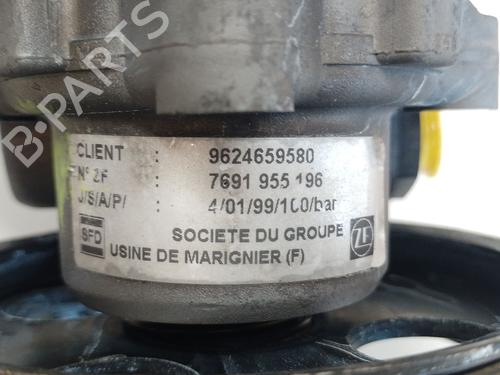 B-PARTS
CLIENT : 9624659580
N° ZF : 7691 955 196
J/S/A/P/ : 4/01/99/100/bar
SFD SOCIETE DU GROUPE ZF
USINE DE MARIGNIER (F)